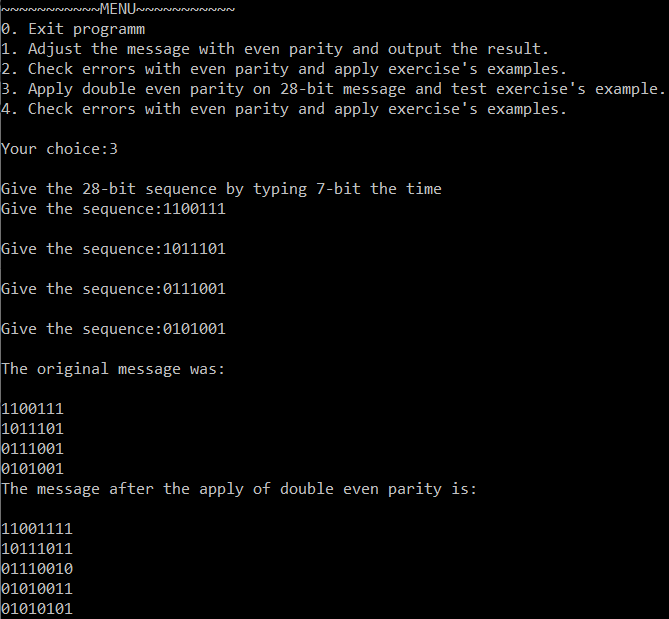 ~~~~~~~~~~~MENU~~~~~~~~~~~
0. Exit programm
1. Adjust the message with even parity and output the result.
2. Check errors with even parity and apply exercise's examples.
3. Apply double even parity on 28-bit message and test exercise's example.
4. Check errors with even parity and apply exercise's examples.
Your choice:3
Give the 28-bit sequence by typing 7-bit the time
Give the sequence:1100111
Give the sequence:1011101
Give the sequence:0111001
Give the sequence:0101001
The original message was:
1100111
1011101
0111001
0101001
The message after the apply of double even parity is:
11001111
10111011
01110010
01010011
01010101